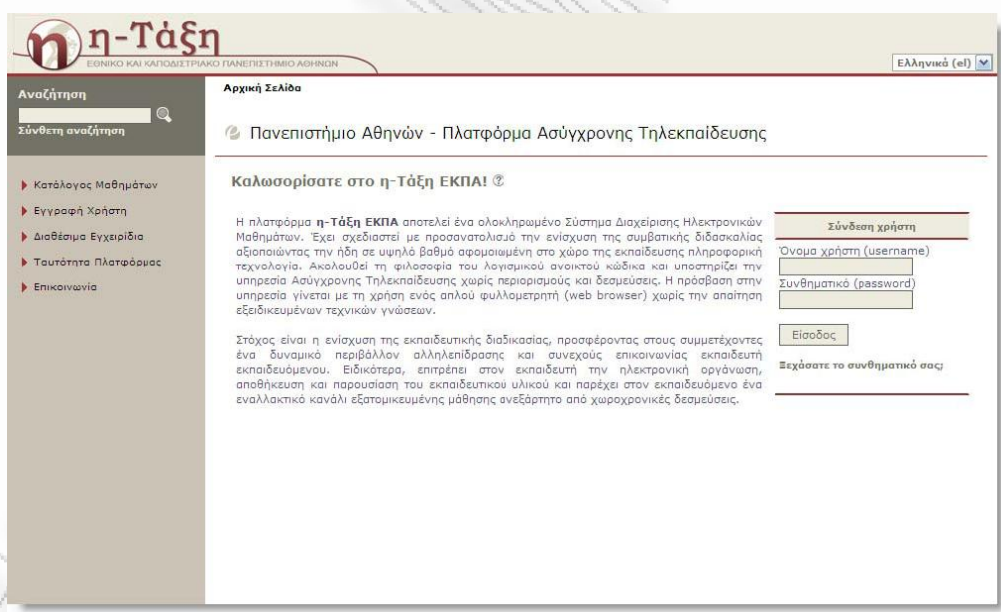 η-Τάξη
ΕΘΝΙΚΟ ΚΑΙ ΚΑΠΟΔΙΣΤΡΙΑΚΟ ΠΑΝΕΠΙΣΤΗΜΙΟ ΑΘΗΝΩΝ
Ελληνικά (el)
Αναζήτηση
Σύνθετη αναζήτηση
Κατάλογος Μαθημάτων
Εγγραφή Χρήστη
Διαθέσιμα Εγχειρίδια
Ταυτότητα Πλατφόρμας
Επικοινωνία
Αρχική Σελίδα
Πανεπιστήμιο Αθηνών - Πλατφόρμα Ασύγχρονης Τηλεκπαίδευσης
Καλωσορίσατε στο η-Τάξη ΕΚΠΑ!
Η πλατφόρμα η-Τάξη ΕΚΠΑ αποτελεί ένα ολοκληρωμένο Σύστημα Διαχείρισης Ηλεκτρονικών
Μαθημάτων. Έχει σχεδιαστεί με προσανατολισμό την ενίσχυση της συμβατικής διδασκαλίας
αξιοποιώντας την ήδη σε υψηλό βαθμό αφομοιωμένη στο χώρο της εκπαίδευσης πληροφορική
τεχνολογία. Ακολουθεί τη φιλοσοφία του λογισμικού ανοικτού κώδικα και υποστηρίζει την
υπηρεσία Ασύγχρονης Τηλεκπαίδευσης χωρίς περιορισμούς και δεσμεύσεις. Η πρόσβαση στην
υπηρεσία γίνεται με τη χρήση ενός απλού φυλλομετρητή (web browser) χωρίς την απαίτηση
εξειδικευμένων τεχνικών γνώσεων.
Στόχος είναι η ενίσχυση της εκπαιδευτικής διαδικασίας, προσφέροντας στους συμμετέχοντες
ένα δυναμικό περιβάλλον αλληλεπίδρασης και συνεχούς επικοινωνίας εκπαιδευτή
εκπαιδευόμενου. Ειδικότερα, επιτρέπει στον εκπαιδευτή την ηλεκτρονική οργάνωση,
αποθήκευση και παρουσίαση του εκπαιδευτικού υλικού και παρέχει στον εκπαιδευόμενο ένα
εναλλακτικό κανάλι εξατομικευμένης μάθησης ανεξάρτητο από χωροχρονικές δεσμεύσεις.
Σύνδεση χρήστη
Όνομα χρήστη (username)
Συνθηματικό (password)
Είσοδος
Ξεχάσατε το συνθηματικό σας;